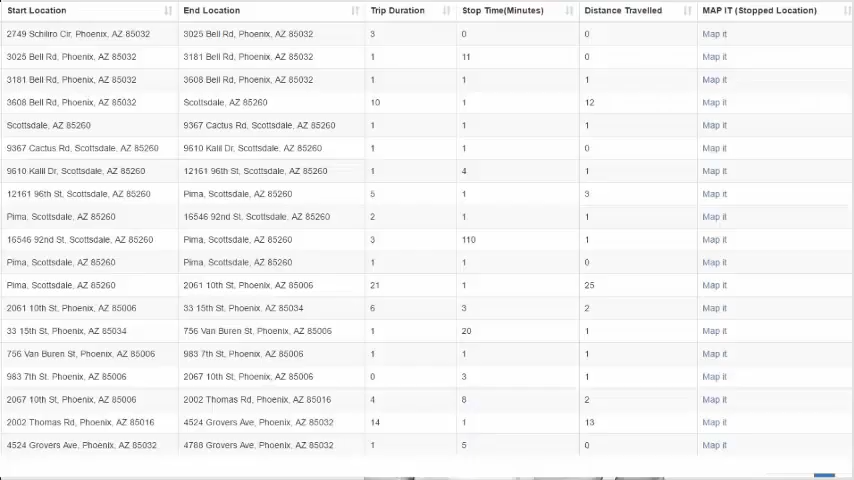 Start Location End Location Trip Duration Stop Time(Minutes) Distance Travelled MAP IT (Stopped Location)
2749 Schiliro Cir, Phoenix, AZ 85032 3025 Bell Rd, Phoenix, AZ 85032 3 0 0 Map it
3025 Bell Rd, Phoenix, AZ 85032 3181 Bell Rd, Phoenix, AZ 85032 1 11 0 Map it
3181 Bell Rd, Phoenix, AZ 85032 3608 Bell Rd, Phoenix, AZ 85032 1 1 1 Map it
3608 Bell Rd, Phoenix, AZ 85032 Scottsdale, AZ 85260 10 1 12 Map it
Scottsdale, AZ 85260 9367 Cactus Rd, Scottsdale, AZ 85260 1 1 1 Map it
9367 Cactus Rd, Scottsdale, AZ 85260 9610 Kalil Dr, Scottsdale, AZ 85260 1 1 0 Map it
9610 Kalil Dr, Scottsdale, AZ 85260 12161 96th St, Scottsdale, AZ 85260 1 4 1 Map it
12161 96th St, Scottsdale, AZ 85260 Pima, Scottsdale, AZ 85260 5 1 3 Map it
Pima, Scottsdale, AZ 85260 16546 92nd St, Scottsdale, AZ 85260 2 1 1 Map it
16546 92nd St, Scottsdale, AZ 85260 Pima, Scottsdale, AZ 85260 3 110 1 Map it
Pima, Scottsdale, AZ 85260 Pima, Scottsdale, AZ 85260 1 1 0 Map it
Pima, Scottsdale, AZ 85260 2061 10th St, Phoenix, AZ 85006 21 1 25 Map it
2061 10th St, Phoenix, AZ 85006 33 15th St, Phoenix, AZ 85034 6 3 2 Map it
33 15th St, Phoenix, AZ 85034 756 Van Buren St, Phoenix, AZ 85006 1 20 1 Map it
756 Van Buren St, Phoenix, AZ 85006 983 7th St, Phoenix, AZ 85006 1 1 1 Map it
983 7th St, Phoenix, AZ 85006 2067 10th St, Phoenix, AZ 85006 0 3 1 Map it
2067 10th St, Phoenix, AZ 85006 2002 Thomas Rd, Phoenix, AZ 85016 4 8 2 Map it
2002 Thomas Rd, Phoenix, AZ 85016 4524 Grovers Ave, Phoenix, AZ 85032 14 1 13 Map it
4524 Grovers Ave, Phoenix, AZ 85032 4788 Grovers Ave, Phoenix, AZ 85032 1 5 0 Map it